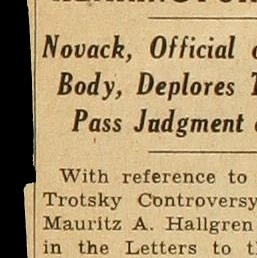 Novack, Official
Body, Deplores
Pass Judgment
With reference to
Trotsky Controversy
Mauritz A. Hallgren
in the Letters to